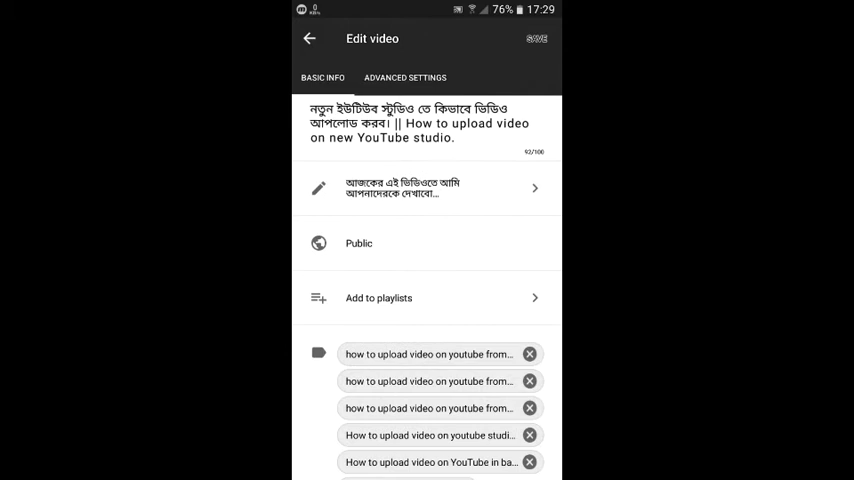 0
KB/s
76%
17:29
Edit video
SAVE
BASIC INFO
ADVANCED SETTINGS
নতুন ইউটিউব স্টুডিও তে কিভাবে ভিডিও
আপলোড করব। || How to upload video
on new YouTube studio.
92/100
আজকের এই ভিডিওতে আমি
আপনাদেরকে দেখাবো...
Public
Add to playlists
how to upload video on youtube from...
how to upload video on youtube from...
how to upload video on youtube from...
How to upload video on youtube studi...
How to upload video on YouTube in ba...